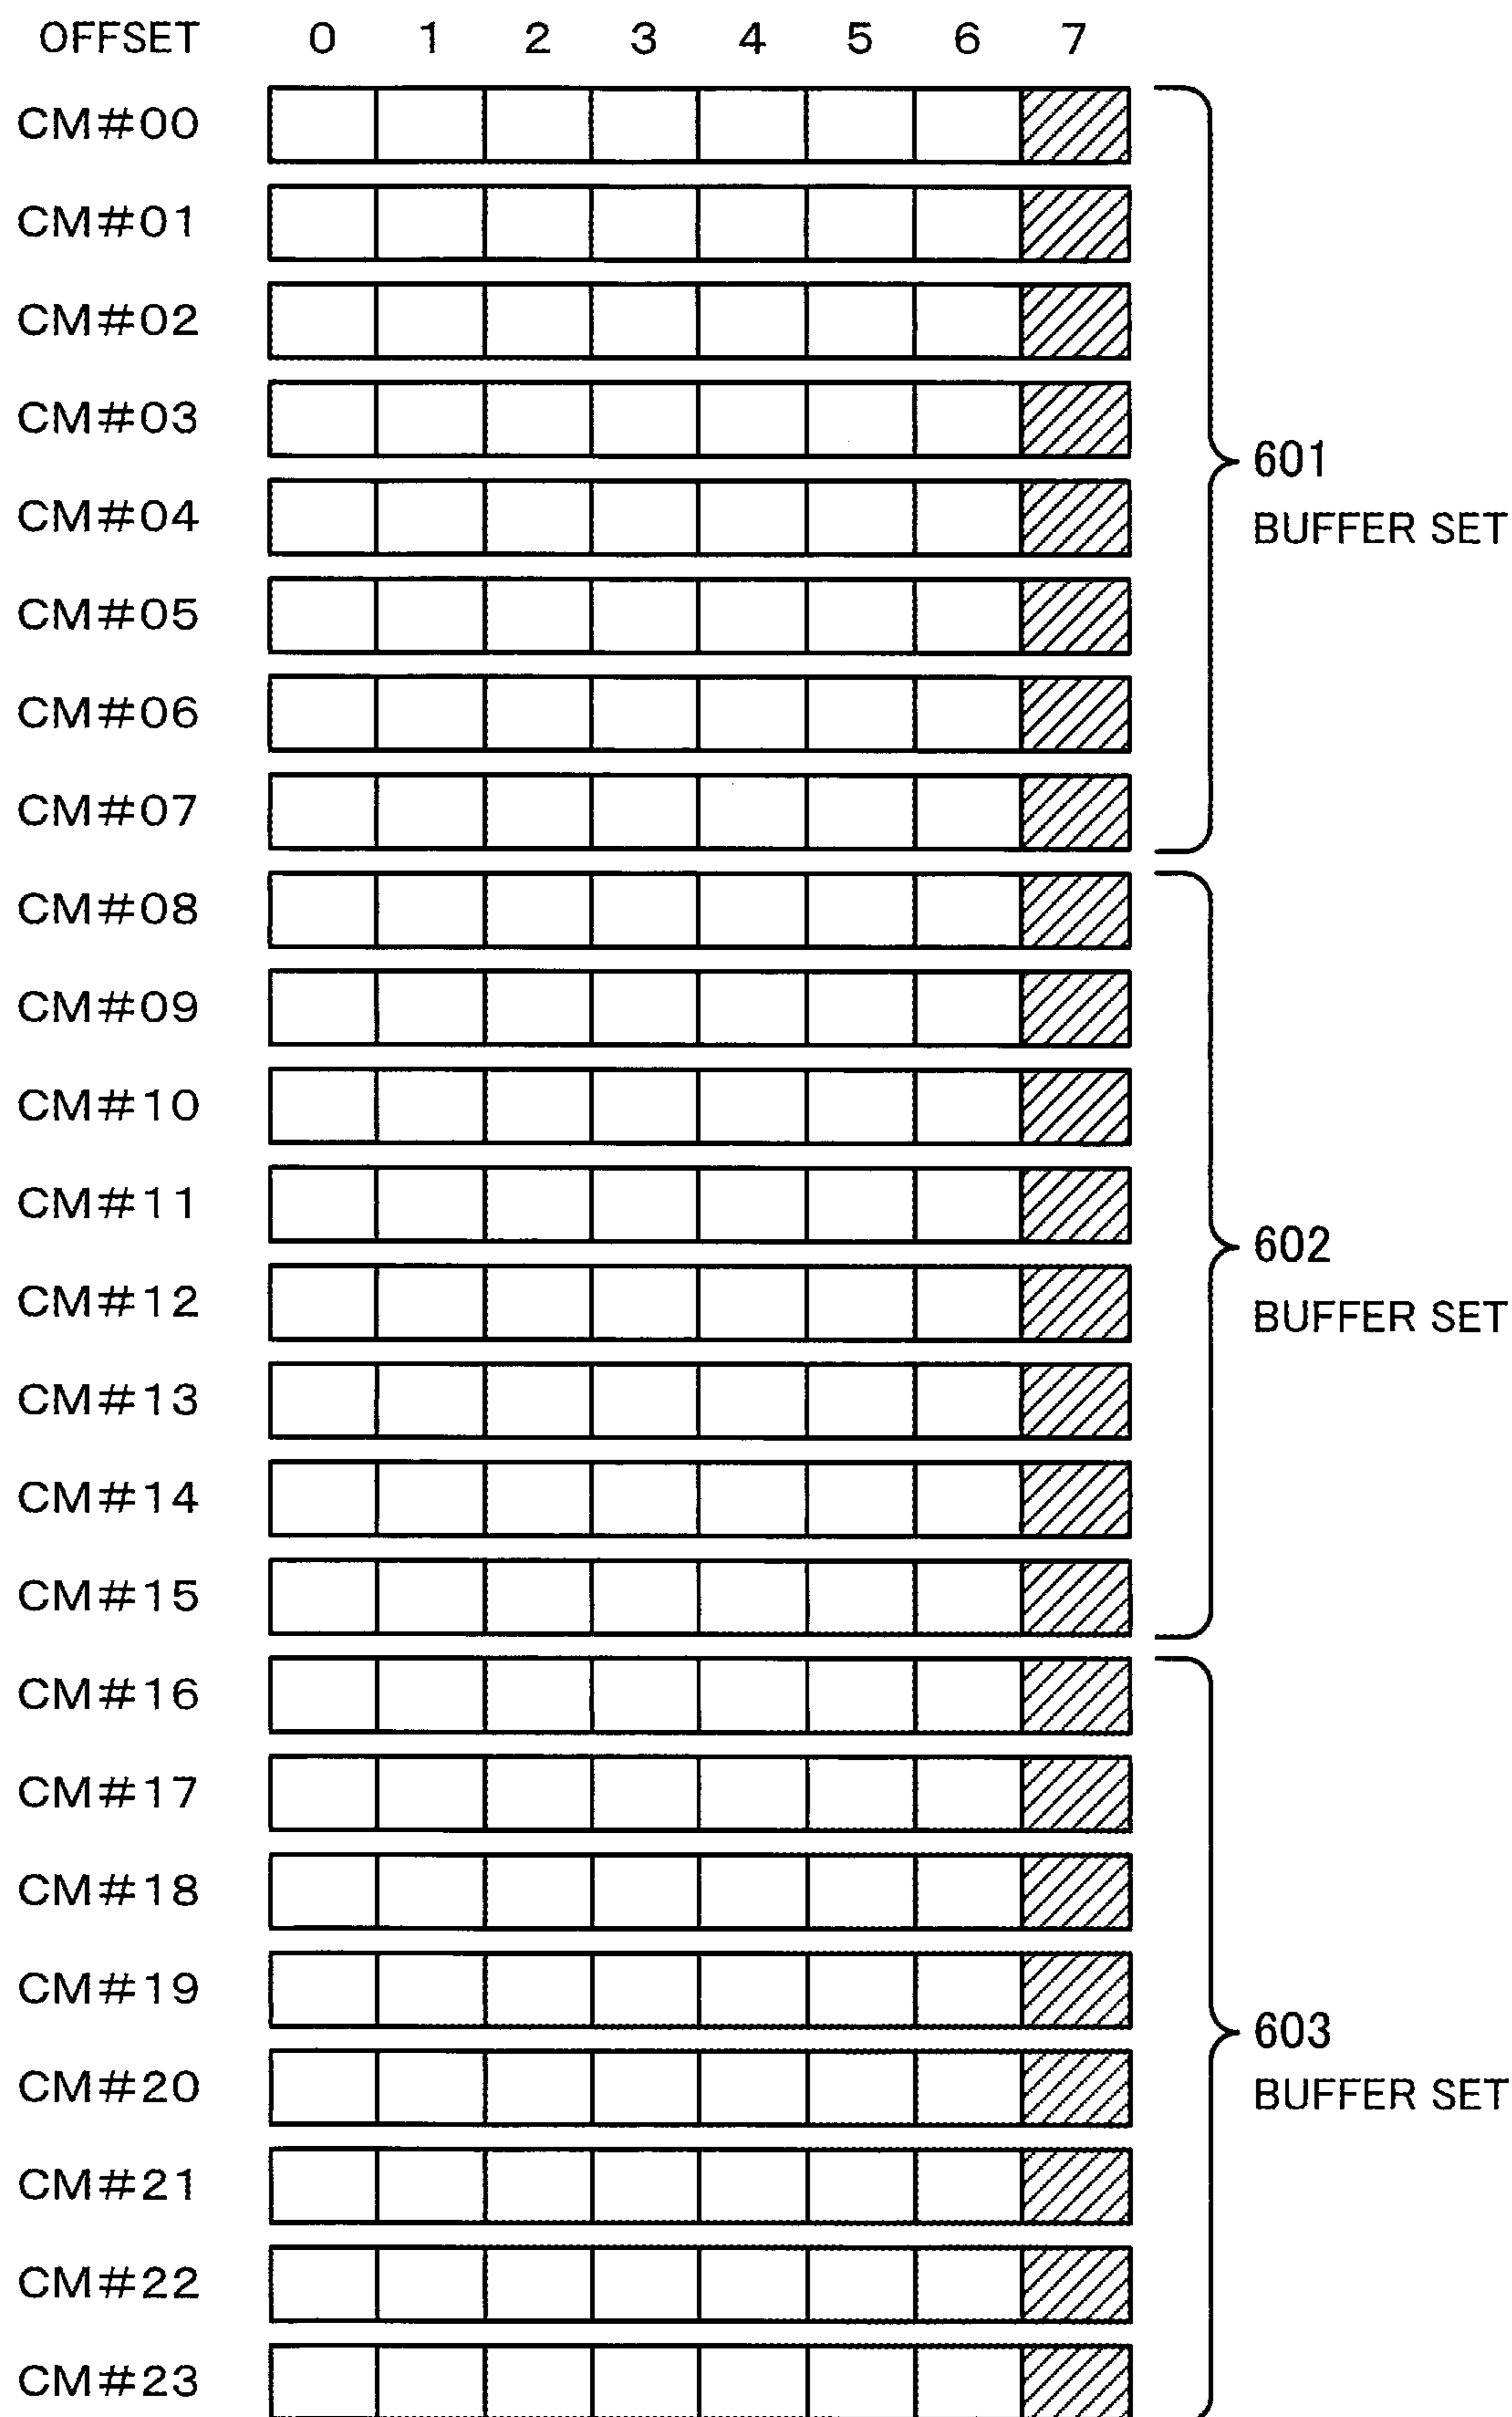 OFFSET 0 1 2 3 4 5 6 7
CM#00
CM#01
CM#02
CM#03
601
CM#04
BUFFER SET
CM#05
CM#06
CM#07
CM#08
CM#09
CM#10
CM#11
602
CM#12
BUFFER SET
CM#13
CM#14
CM#15
CM#16
CM#17
CM#18
CM#19
603
CM#20
BUFFER SET
CM#21
CM#22
CM#23